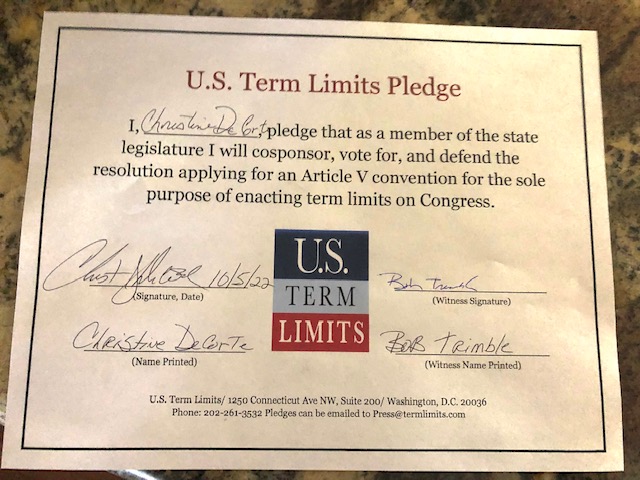 U.S. Term Limits Pledge
I, Christine DeCorte pledge that as a member of the state
legislature I will cosponsor, vote for, and defend the
resolution applying for an Article V convention for the sole
purpose of enacting term limits on Congress.
10/5/22
(Signature, Date)
U.S.
TERM
LIMITS
Bob Trimble
(Witness Signature)
Christine DeCorte
(Name Printed)
Bob Trimble
(Witness Name Printed)
U.S. Term Limits/ 1250 Connecticut Ave NW, Suite 200/ Washington, D.C. 20036
Phone: 202-261-3532 Pledges can be emailed to Press@termlimits.com